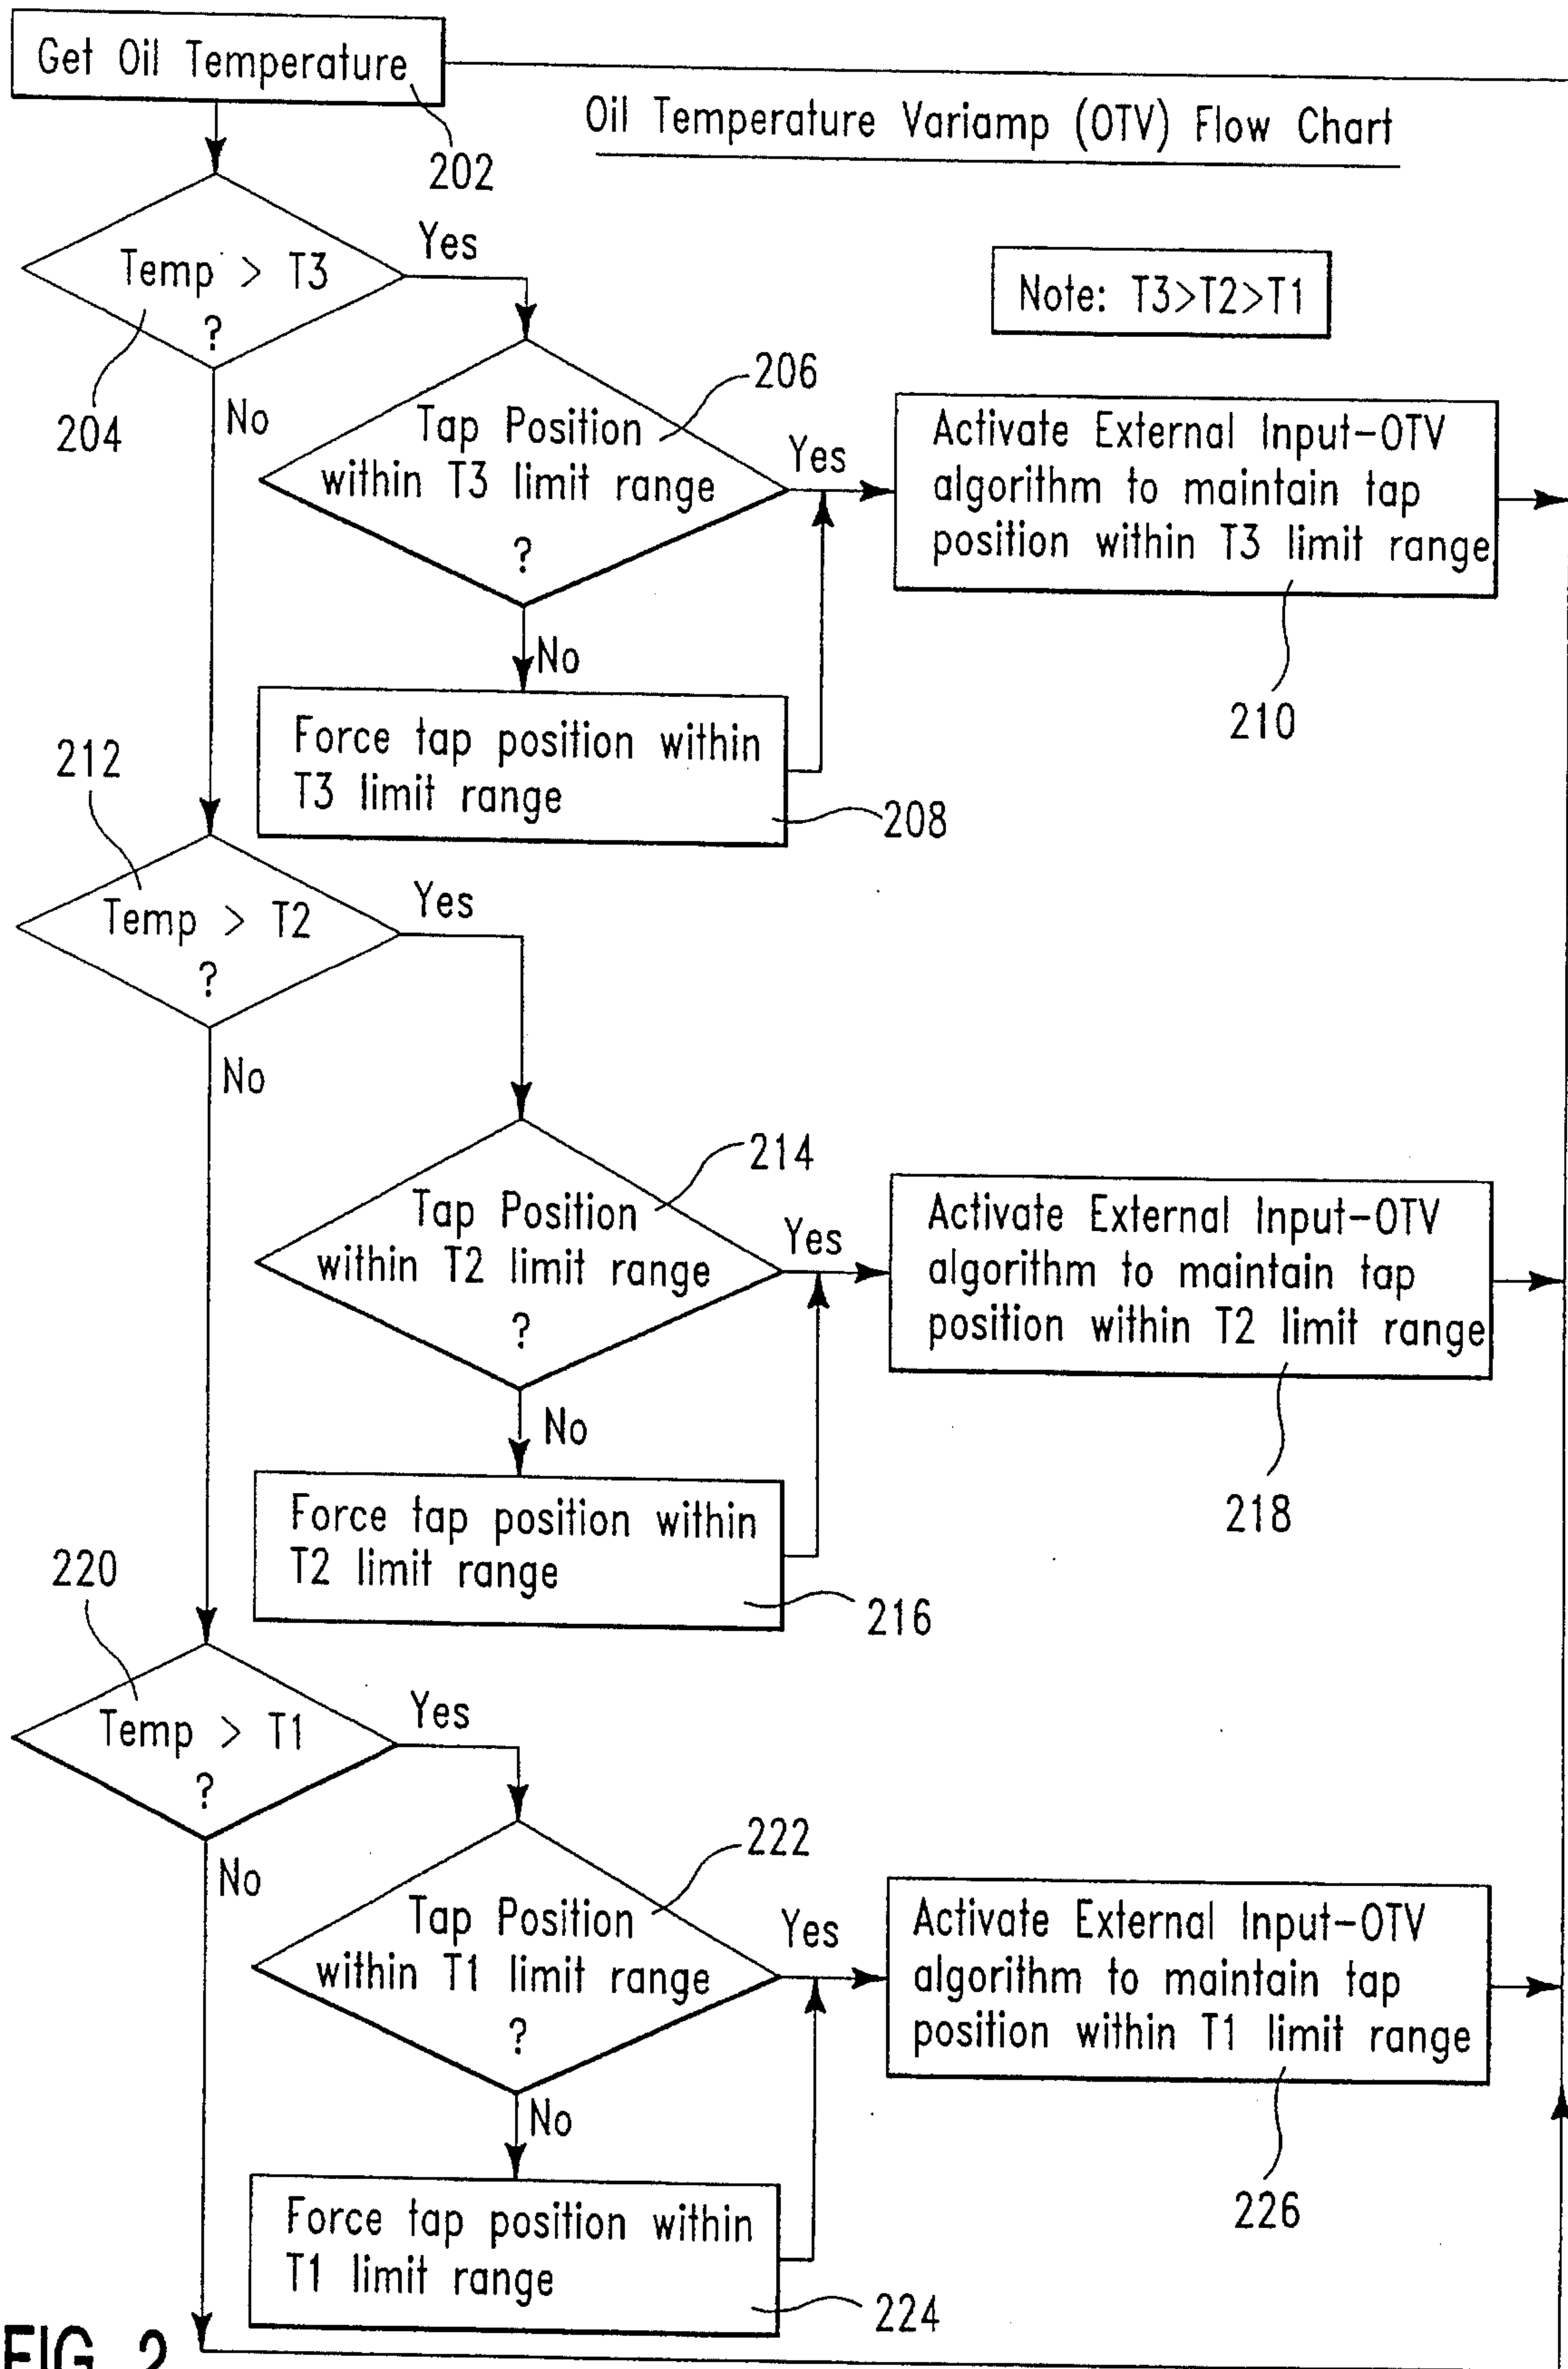 Get Oil Temperature
202
Oil Temperature Variamp (OTV) Flow Chart
Temp > T3
?
204
Yes
No
Note: T3>T2>T1
Tap Position
within T3 limit range
?
206
Yes
No
Activate External Input-OTV
algorithm to maintain tap
position within T3 limit range
210
Force tap position within
T3 limit range
208
212
Temp > T2
?
Yes
No
Tap Position
within T2 limit range
?
214
Yes
No
Activate External Input-OTV
algorithm to maintain tap
position within T2 limit range
218
Force tap position within
T2 limit range
216
220
Temp > T1
?
Yes
No
Tap Position
within T1 limit range
?
222
Yes
No
Activate External Input-OTV
algorithm to maintain tap
position within T1 limit range
226
Force tap position within
T1 limit range
224
FIG. 2